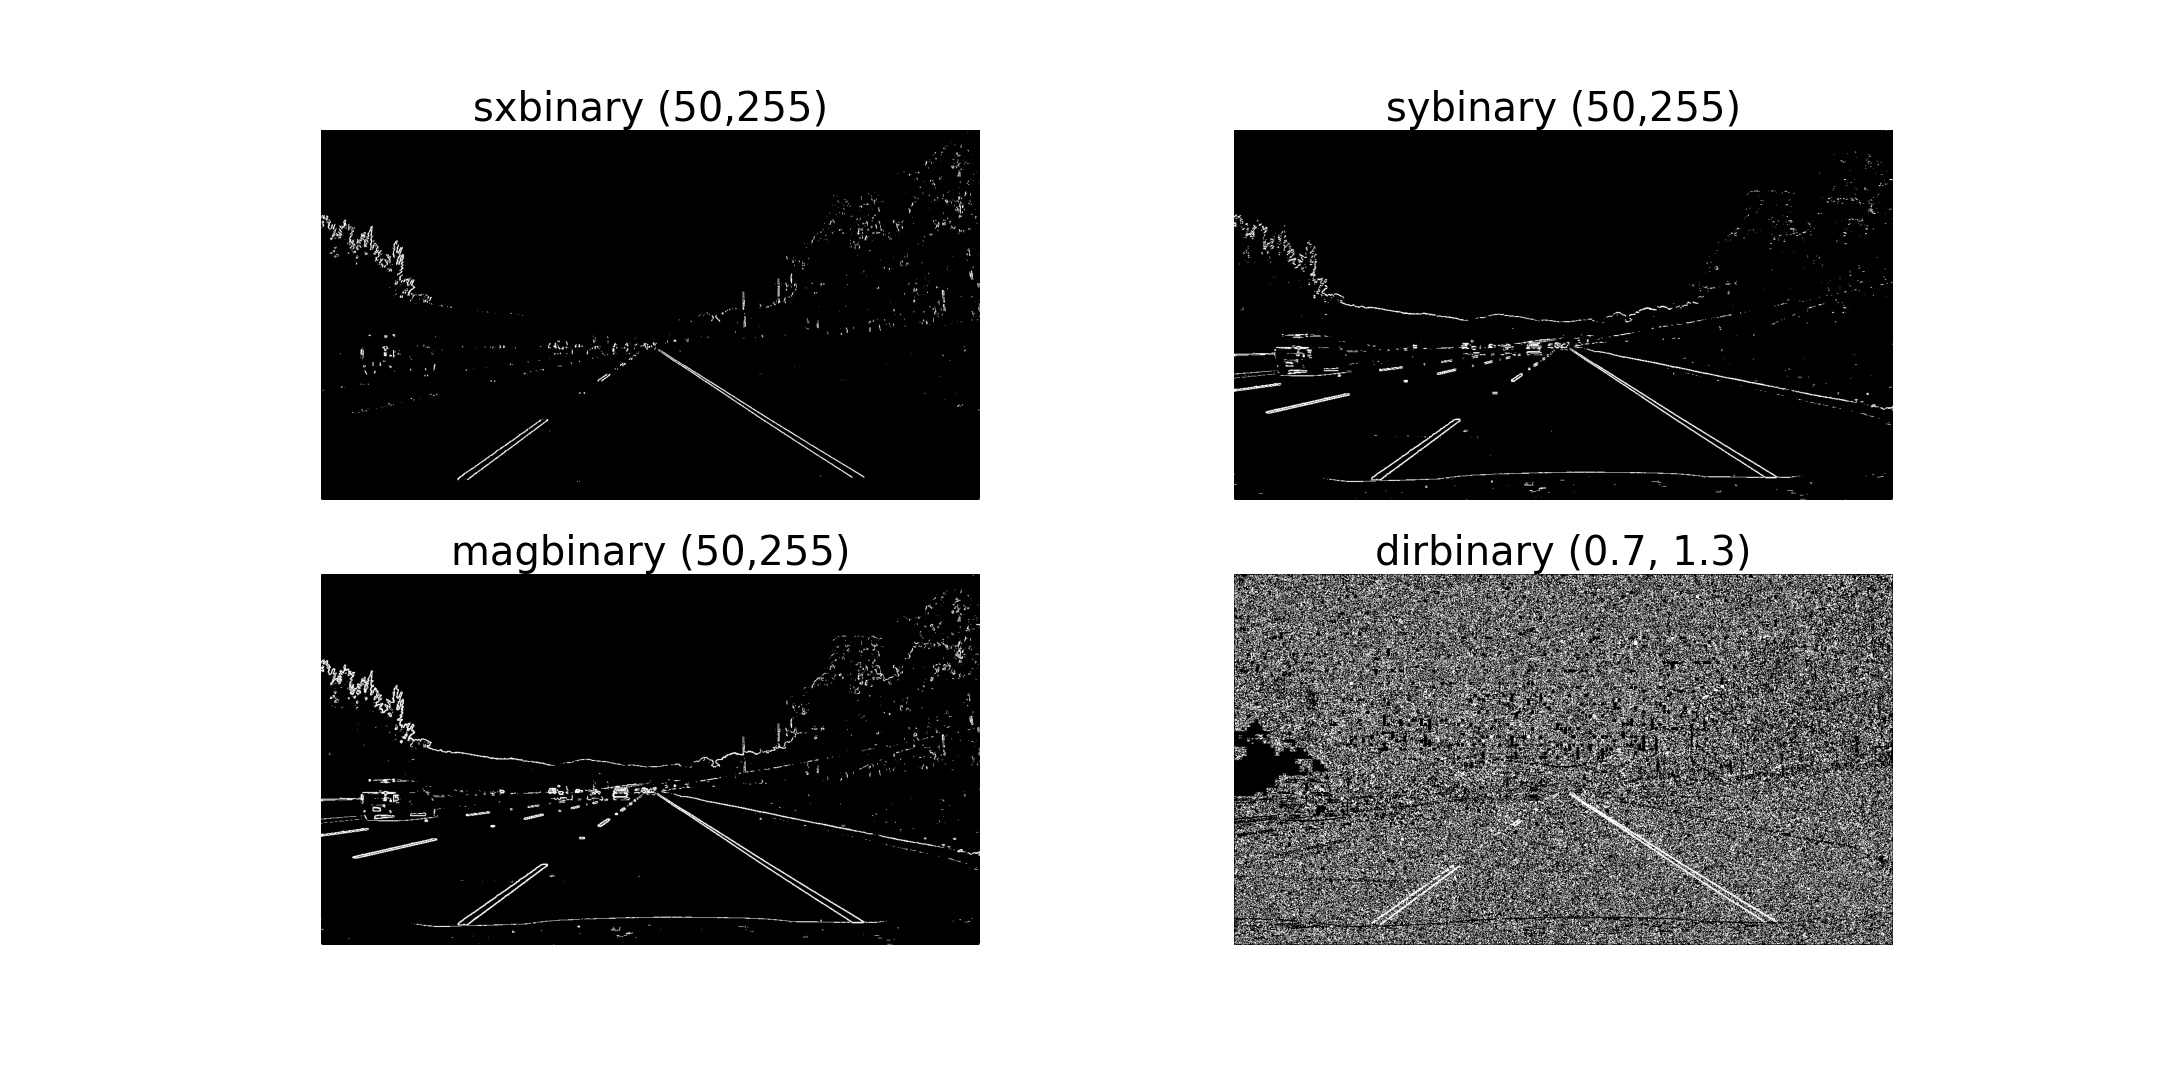 sxbinary (50,255)
sybinary (50,255)
magbinary (50,255)
dirbinary (0.7, 1.3)